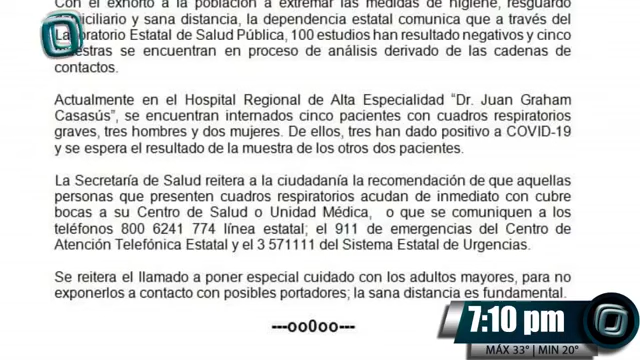 Con el exhorto a la población a extremar las medidas de higiene, resguardo
domiciliario y sana distancia, la dependencia estatal comunica que a través del
Laboratorio Estatal de Salud Pública, 100 estudios han resultado negativos y cinco
muestras se encuentran en proceso de análisis derivado de las cadenas de
contactos.
Actualmente en el Hospital Regional de Alta Especialidad “Dr. Juan Graham
Casasús”, se encuentran internados cinco pacientes con cuadros respiratorios
graves, tres hombres y dos mujeres. De ellos, tres han dado positivo a COVID-19
y se espera el resultado de la muestra de los otros dos pacientes.
La Secretaría de Salud reitera a la ciudadanía la recomendación de que aquellas
personas que presenten cuadros respiratorios acudan de inmediato con cubre
bocas a su Centro de Salud o Unidad Médica, o que se comuniquen a los
teléfonos 800 6241 774 línea estatal; el 911 de emergencias del Centro de
Atención Telefónica Estatal y el 3 571111 del Sistema Estatal de Urgencias.
Se reitera el llamado a poner especial cuidado con los adultos mayores, para no
exponerlos a contacto con posibles portadores; la sana distancia es fundamental.
---oo0oo---
7:10 pm
MÁX 33° | MIN 20°